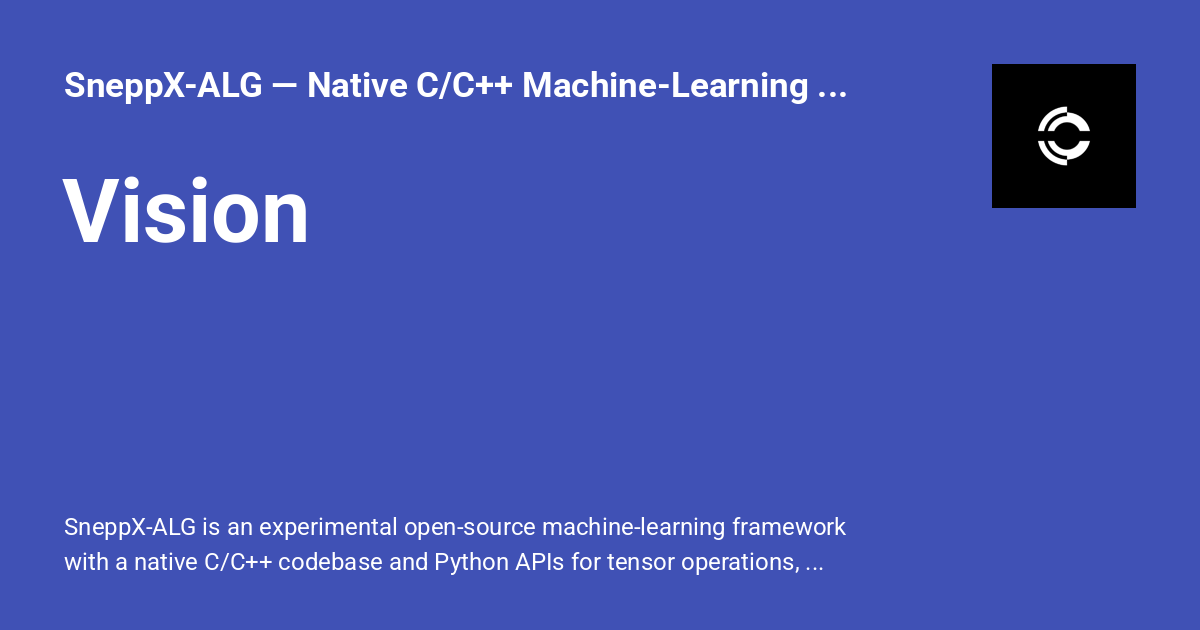 SneppX-ALG — Native C/C++ Machine-Learning ...
Vision
SneppX-ALG is an experimental open-source machine-learning framework
with a native C/C++ codebase and Python APIs for tensor operations, ...